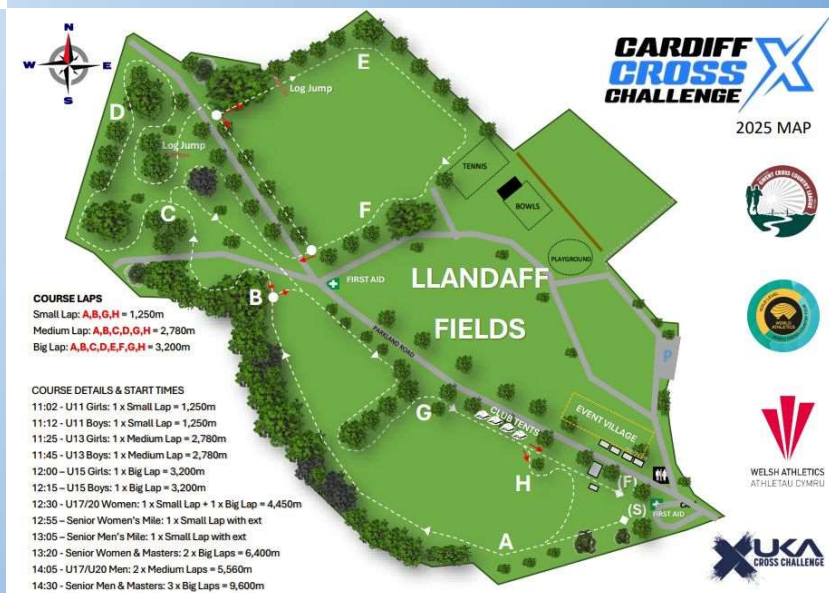 N
W E
S
CARDIFF
CROSS
CHALLENGE
X
2025 MAP
E
Log Jump
D
Log Jump
TENNIS
BOWLS
C
F
PLAYGROUND
LLANDAFF
FIELDS
FIRST AID
B
PARKLAND ROAD
P
COURSE LAPS
Small Lap: A,B,G,H = 1,250m
Medium Lap: A,B,C,D,G,H = 2,780m
Big Lap: A,B,C,D,E,F,G,H = 3,200m
COURSE DETAILS & START TIMES
11:02 - U11 Girls: 1 x Small Lap = 1,250m
11:12 - U11 Boys: 1 x Small Lap = 1,250m
11:25 - U13 Girls: 1 x Medium Lap = 2,780m
11:45 - U13 Boys: 1 x Medium Lap = 2,780m
12:00 – U15 Girls: 1 x Big Lap = 3,200m
12:15 – U15 Boys: 1 x Big Lap = 3,200m
12:30 - U17/20 Women: 1 x Small Lap + 1 x Big Lap = 4,450m
12:55 – Senior Women's Mile: 1 x Small Lap with ext
13:05 – Senior Men's Mile: 1 x Small Lap with ext
13:20 - Senior Women & Masters: 2 x Big Laps = 6,400m
14:05 - U17/U20 Men: 2 x Medium Laps = 5,560m
14:30 - Senior Men & Masters: 3 x Big Laps = 9,600m
G
CLUB TENTS
EVENT VILLAGE
H
(F)
(S)
FIRST AID
A
GWENT CROSS COUNTRY LEAGUE
WORLD
ATHLETICS
WELSH ATHLETICS
ATHLETAU CYMRU
UKA
CROSS CHALLENGE